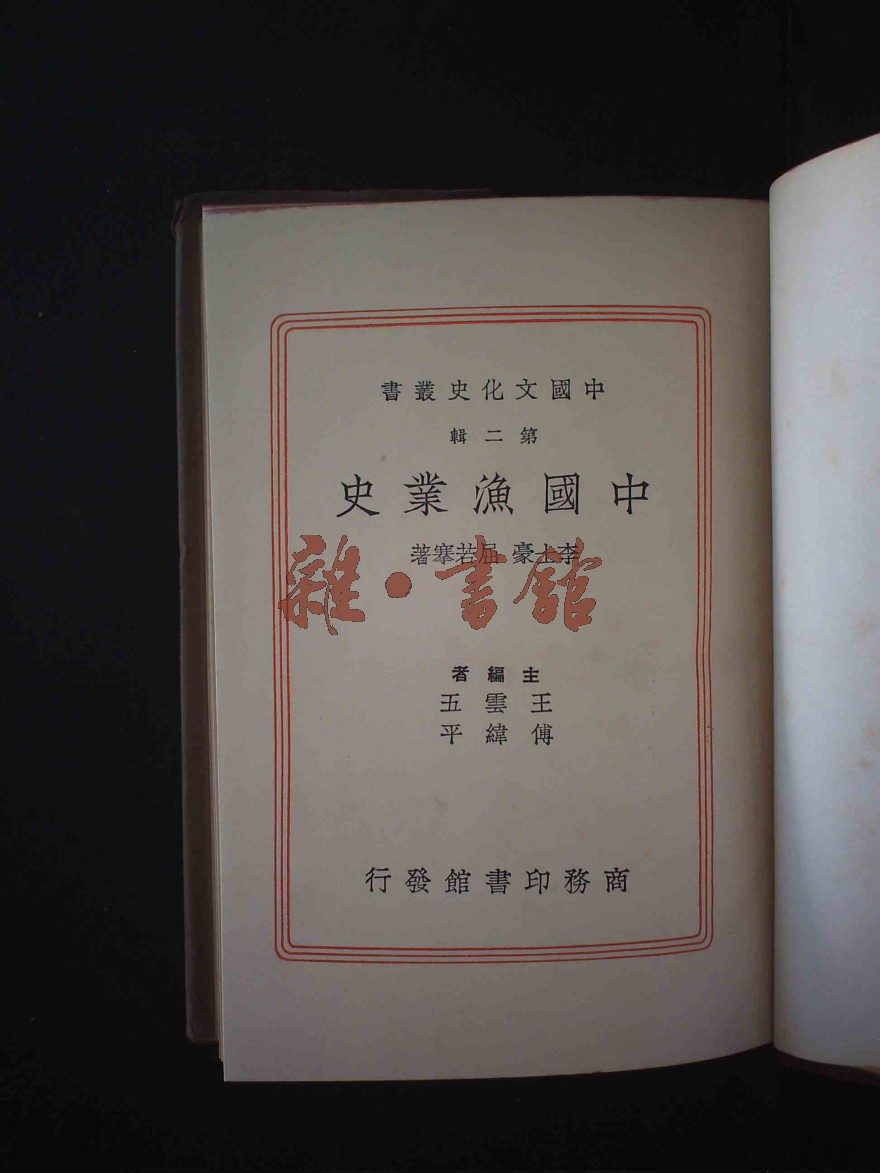 中國文化史叢書
第二輯
中國漁業史
李士豪 屈若搴著
雜·書館
主編者
王雲五
傅緯平
商務印書館發行